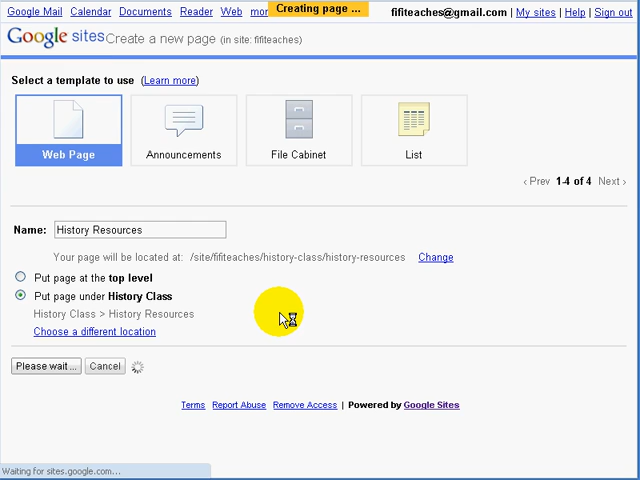 Google Mail Calendar Documents Reader Web mor Creating page ... fifiteaches@gmail.com | My sites | Help | Sign out
Google sites Create a new page (in site: fifiteaches)
Select a template to use (Learn more)
Web Page Announcements File Cabinet List
‹ Prev 1-4 of 4 Next ›
Name: History Resources
Your page will be located at: /site/fifiteaches/history-class/history-resources Change
Put page at the top level
Put page under History Class
History Class > History Resources
Choose a different location
Please wait ... Cancel
Terms Report Abuse Remove Access | Powered by Google Sites
Waiting for sites.google.com...